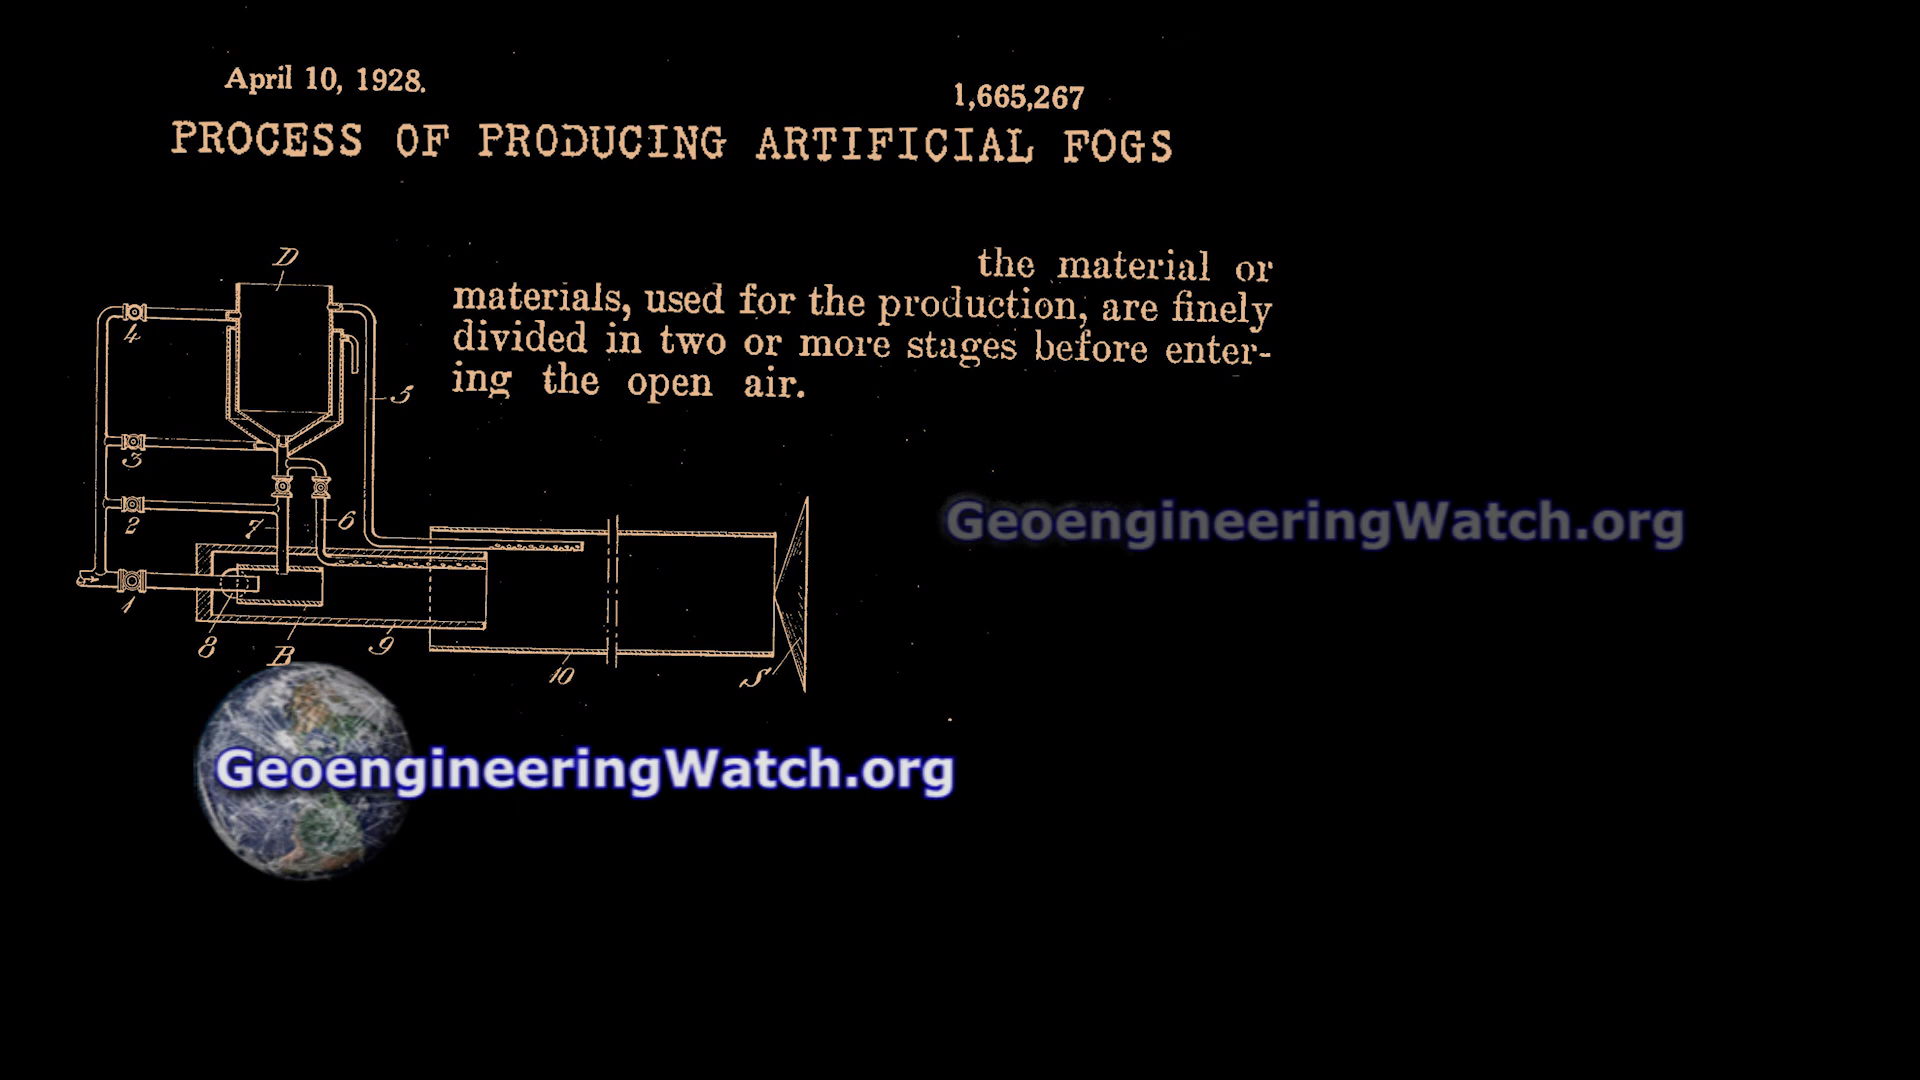 April 10, 1928.
1,665,267
PROCESS OF PRODUCING ARTIFICIAL FOGS
the material or
materials, used for the production, are finely
divided in two or more stages before enter-
ing the open air.
D
4
5
3
2
7
6
1
8
B
9
10
S
GeoengineeringWatch.org
GeoengineeringWatch.org